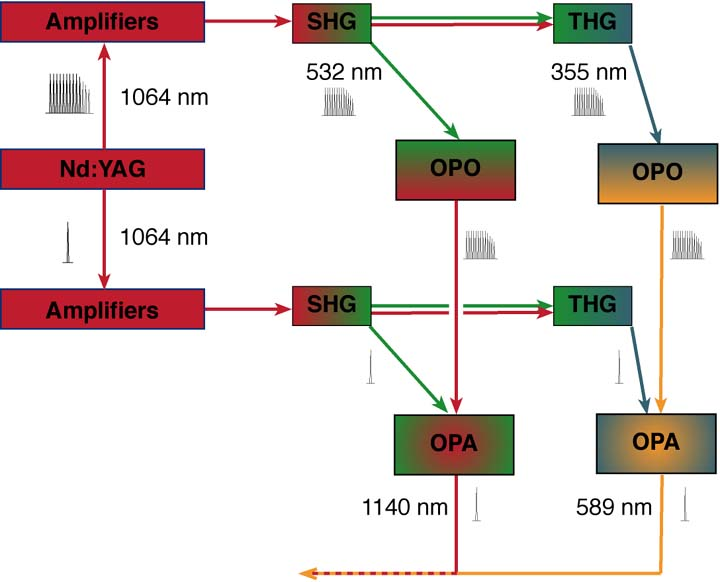 Amplifiers
SHG
THG
532 nm
355 nm
1064 nm
OPO
OPO
Nd:YAG
1064 nm
Amplifiers
SHG
THG
OPA
OPA
1140 nm
589 nm